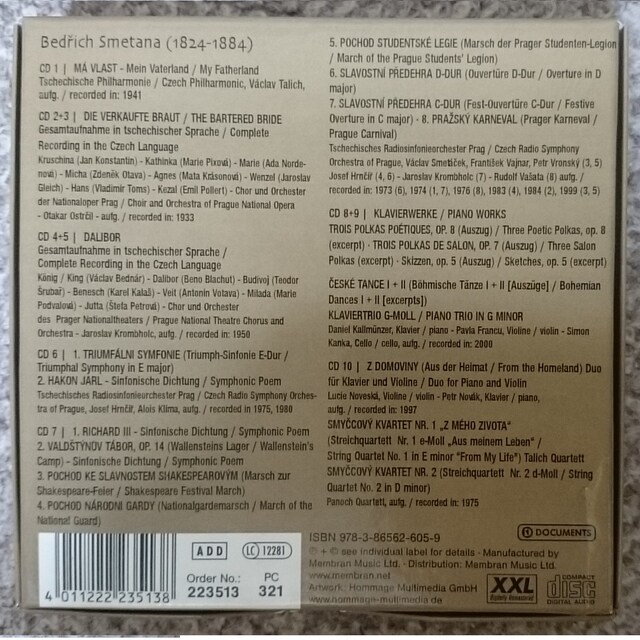 Bedřich Smetana (1824-1884)
CD 1 | MÁ VLAST - Mein Vaterland / My Fatherland
Tschechische Philharmonie / Czech Philharmonic, Václav Talich,
aufg. / recorded in: 1941
CD 2+3 | DIE VERKAUFTE BRAUT / THE BARTERED BRIDE
Gesamtaufnahme in tschechischer Sprache / Complete
Recording in the Czech Language
Kruschina (Jan Konstantin) - Kathinka (Marie Pixová) - Marie (Ada Norde-
nová) - Micha (Zdeněk Otava) - Agnes (Mata Krásonová) - Wenzel (Jaroslav
Gleich) - Hans (Vladimir Toms) - Kezal (Emil Pollert) - Chor und Orchester
der Nationaloper Prag / Choir and Orchestra of Prague National Opera
- Otakar Ostrčil - aufg. / recorded in: 1933
CD 4+5 | DALIBOR
Gesamtaufnahme in tschechischer Sprache /
Complete Recording in the Czech Language
König / King (Václav Bednár) - Dalibor (Beno Blachut) - Budivoj (Teodor
Šrubař) - Benesch (Karel Kalaš) - Veit (Antonin Votava) - Milada (Marie
Podvalová) - Jutta (Šteta Petrová) - Chor und Orchester
des Prager Nationaltheaters / Prague National Theatre Chorus and
Orchestra - Jaroslav Krombholc, aufg. / recorded in: 1950
CD 6 | 1. TRIUMFÁLNI SYMFONIE (Triumph-Sinfonie E-Dur /
Triumphal Symphony in E major)
2. HAKON JARL - Sinfonische Dichtung / Symphonic Poem
Tschechisches Radiosinfonieorchester Prag / Czech Radio Symphony Orches-
tra of Prague, Josef Hrnčíř, Alois Klima, aufg. / recorded in: 1975, 1980
CD 7 | 1. RICHARD III - Sinfonische Dichtung / Symphonic Poem
2. VALDŠTÝNŮV TÁBOR, OP. 14 (Wallensteins Lager / Wallenstein's
Camp) - Sinfonische Dichtung / Symphonic Poem
3. POCHOD KE SLAVNOSTEM SHAKESPEAROVÝM (Marsch zur
Shakespeare-Feier / Shakespeare Festival March)
4. POCHOD NÁRODNI GARDY (Nationalgardemarsch / March of the
National Guard)
5. POCHOD STUDENTSKÉ LEGIE (Marsch der Prager Studenten-Legion
/ March of the Prague Students' Legion)
6. SLAVOSTNÍ PŘEDEHRA D-DUR (Ouvertüre D-Dur / Overture in D
major)
7. SLAVOSTNÍ PŘEDEHRA C-DUR (Fest-Ouvertüre C-Dur / Festive
Overture in C major) · 8. PRAŽSKÝ KARNEVAL (Prager Karneval /
Prague Carnival)
Tschechisches Radiosinfonieorchester Prag / Czech Radio Symphony
Orchestra of Prague, Václav Smetiček, František Vajnar, Petr Vronský (3, 5)
Josef Hrnčíř (4, 6) - Jaroslav Krombholc (7) - Rudolf Vašata (8) aufg. /
recorded in: 1973 (6), 1974 (1, 7), 1976 (8), 1983 (4), 1984 (2), 1999 (3, 5)
CD 8+9 | KLAVIERWERKE / PIANO WORKS
TROIS POLKAS POÉTIQUES, OP. 8 (Auszug) / Three Poetic Polkas, op. 8
(excerpt) · TROIS POLKAS DE SALON, OP. 7 (Auszug) / Three Salon
Polkas (excerpt) - Skizzen, op. 5 (Auszug) / Sketches, op. 5 (excerpt)
ČESKÉ TANCE I + II (Böhmische Tänze I + II [Auszüge] / Bohemian
Dances I + II [excerpts])
KLAVIERTRIO G-MOLL / PIANO TRIO IN G MINOR
Daniel Kallmünzer, Klavier / piano - Pavla Francu, Violine / violin - Simon
Kanka, Cello / cello, aufg. / recorded in: 2000
CD 10 | Z DOMOVINY (Aus der Heimat / From the Homeland) Duo
für Klavier und Violine / Duo for Piano and Violin
Lucie Noveská, Violine / violin - Petr Novák, Klavier / piano,
aufg. / recorded in: 1997
SMYČCOVÝ KVARTET NR. 1 „Z MÉHO ZIVOTA“
(Streichquartett Nr. 1 e-Moll „Aus meinem Leben“ /
String Quartet No. 1 in E minor "From My Life") Talich Quartett
SMYČCOVÝ KVARTET NR. 2 (Streichquartett Nr. 2 d-Moll / String
Quartet No. 2 in D minor)
Panoch Quartett, aufg. / recorded in: 1975
DOCUMENTS
4 011222 235138
ADD
LC 12281
Order No.:
223513
PC
321
ISBN 978-3-86562-605-9
℗ + © see individual label for details · Manufactured by
Membran Music Ltd. · Distribution: Membran Music Ltd.
www.membran.net
Artwork: Hommage Multimedia GmbH
www.hommage-multimedia.de
XXL
Digitally Remastered
COMPACT
disc
DIGITAL AUDIO